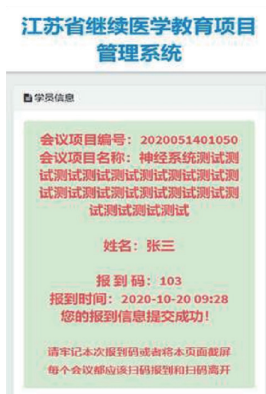 江苏省继续医学教育项目
管理系统
学员信息
会议项目编号：2020051401050
会议项目名称：神经系统测试测
试测试测试测试测试测试测试测
试测试测试测试测试测试测试测
试测试测试测试
姓名：张三
报到码：103
报到时间：2020-10-20 09:28
您的报到信息提交成功！
请牢记本次报到码或者将本页面截屏
每个会议都应该扫码报到和扫码离开